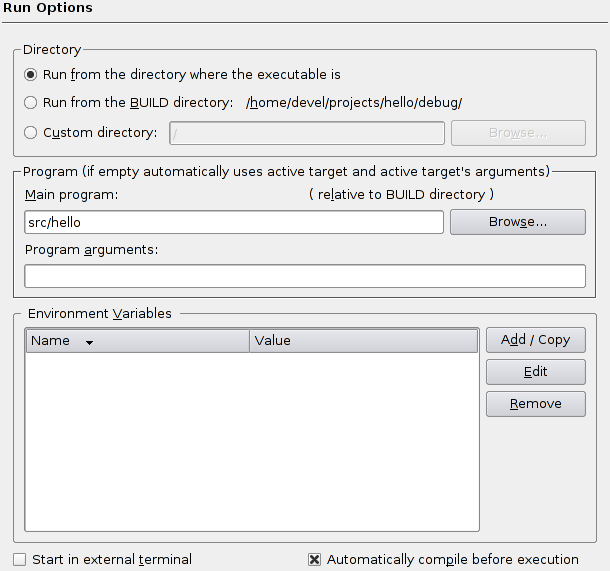 Run Options
Directory
Run from the directory where the executable is
Run from the BUILD directory: /home/devel/projects/hello/debug/
Custom directory: / Browse...
Program (if empty automatically uses active target and active target's arguments)
Main program: ( relative to BUILD directory )
src/hello Browse...
Program arguments:
Environment Variables
Name Value Add / Copy
Edit
Remove
Start in external terminal Automatically compile before execution